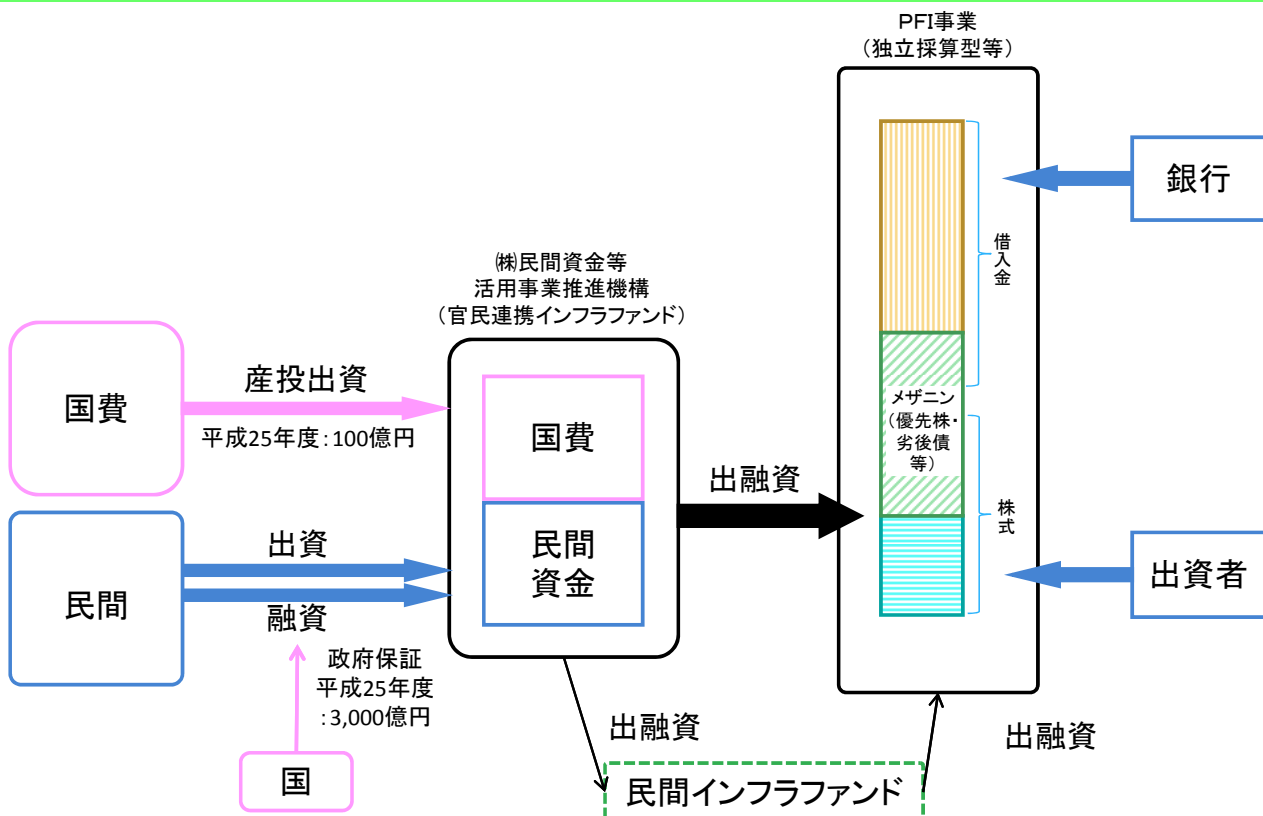 PFI事業
（独立採算型等）
銀行
借入金
㈱民間資金等
活用事業推進機構
（官民連携インフラファンド）
国費
産投出資
平成25年度：100億円
国費
メザニン
（優先株・
劣後債
等）
出融資
株式
民間
出資
融資
民間
資金
出資者
政府保証
平成25年度
：3,000億円
国
出融資
出融資
民間インフラファンド